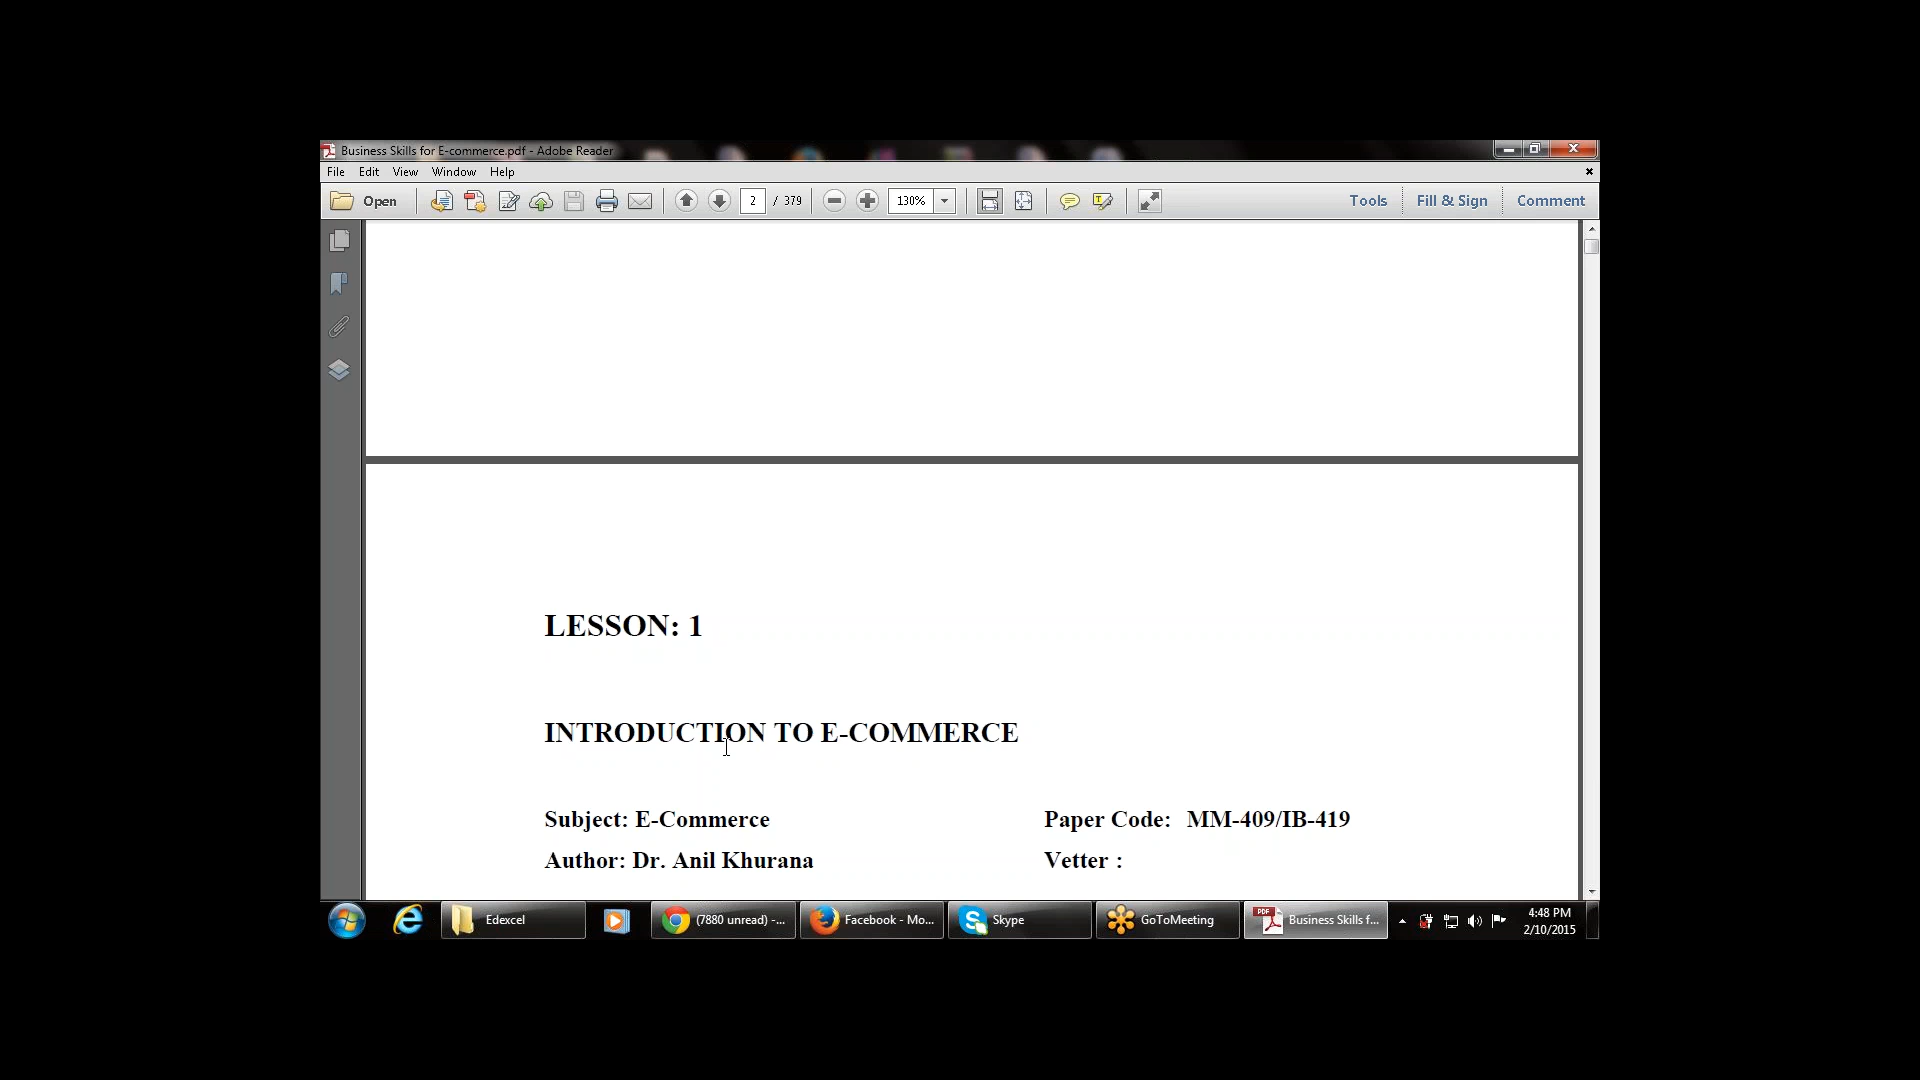 Business Skills for E-commerce.pdf - Adobe Reader
File Edit View Window Help
Open 2 / 379 130% Tools Fill & Sign Comment
LESSON: 1
INTRODUCTION TO E-COMMERCE
Subject: E-Commerce Paper Code: MM-409/IB-419
Author: Dr. Anil Khurana Vetter :
Edexcel (7880 unread) -... Facebook - Mo... Skype GoToMeeting PDF Business Skills f... 4:48 PM
2/10/2015